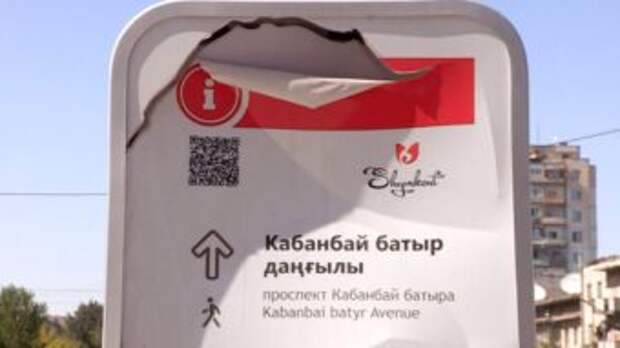 i
Shymkent
Кабанбай батыр
даңғылы
проспект Кабанбай батыра
Kabanbai batyr Avenue